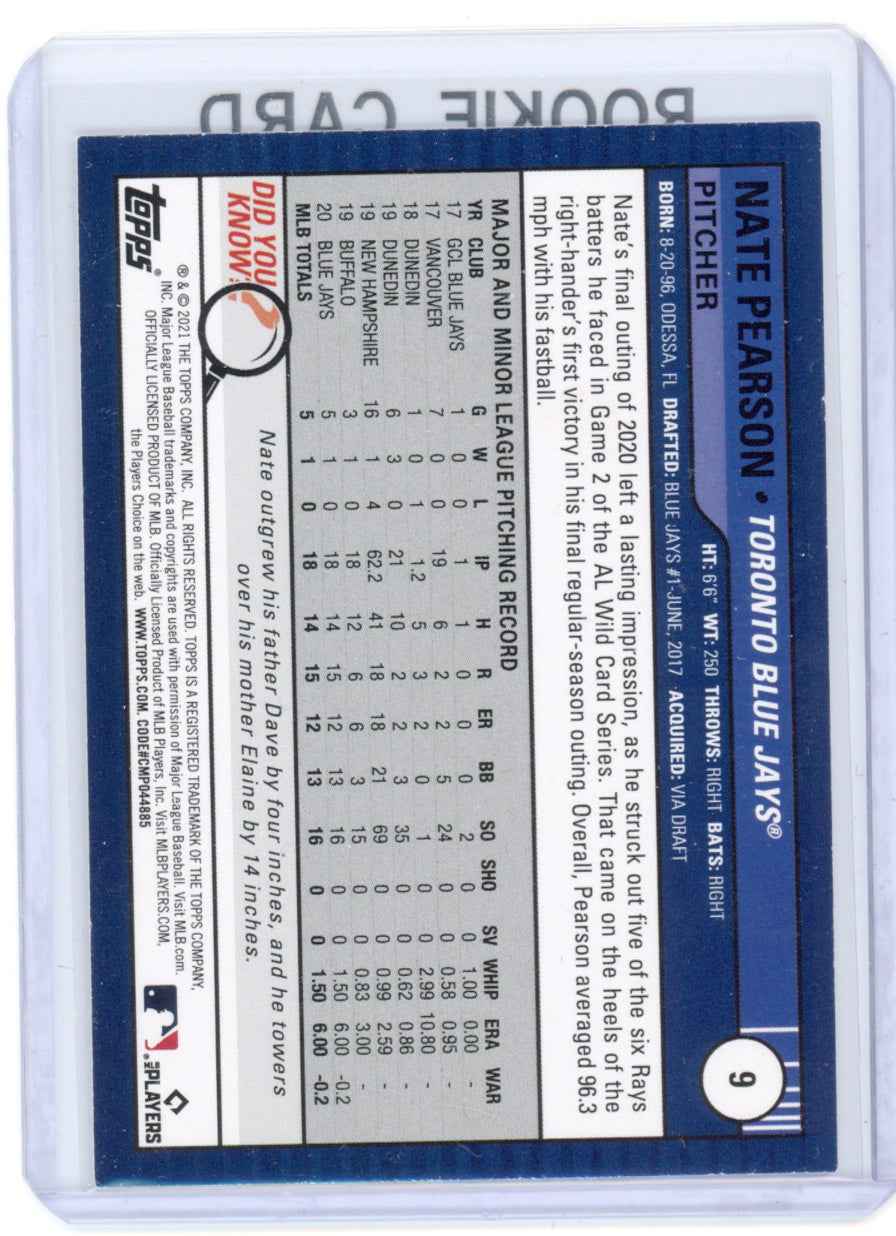 ROOKIE CARD
NATE PEARSON • TORONTO BLUE JAYS®
9
PITCHER
HT: 6'6" WT: 250 THROWS: RIGHT BATS: RIGHT
BORN: 8-20-96, ODESSA, FL DRAFTED: BLUE JAYS #1-JUNE, 2017 ACQUIRED: VIA DRAFT
Nate's final outing of 2020 left a lasting impression, as he struck out five of the six Rays
batters he faced in Game 2 of the AL Wild Card Series. That came on the heels of the
right-hander's first victory in his final regular-season outing. Overall, Pearson averaged 96.3
mph with his fastball.
MAJOR AND MINOR LEAGUE PITCHING RECORD
YR CLUB G W L IP H R ER BB SO SHO SV WHIP ERA WAR
17 GCL BLUE JAYS 1 0 0 1 1 0 0 0 2 0 0 1.00 0.00 -
17 VANCOUVER 7 0 0 19 6 2 2 5 24 0 0 0.58 0.95 -
18 DUNEDIN 1 0 1 1.2 5 3 2 0 1 0 0 2.99 10.80 -
19 DUNEDIN 6 3 0 21 10 2 2 3 35 0 0 0.62 0.86 -
19 NEW HAMPSHIRE 16 1 4 62.2 41 18 18 21 69 0 0 0.99 2.59 -
19 BUFFALO 3 1 0 18 12 6 6 3 15 0 0 0.83 3.00 -
20 BLUE JAYS 5 1 0 18 14 15 12 13 16 0 0 1.50 6.00 -0.2
MLB TOTALS 5 1 0 18 14 15 12 13 16 0 0 1.50 6.00 -0.2
DID YOU
KNOW?
Nate outgrew his father Dave by four inches, and he towers
over his mother Elaine by 14 inches.
topps®
® & © 2021 THE TOPPS COMPANY, INC. ALL RIGHTS RESERVED. TOPPS IS A REGISTERED TRADEMARK OF THE TOPPS COMPANY,
INC. Major League Baseball trademarks and copyrights are used with permission of Major League Baseball. Visit MLB.com.
OFFICIALLY LICENSED PRODUCT OF MLB. Officially Licensed Product of MLB Players, Inc. Visit MLBPLAYERS.COM,
the Players Choice on the web. WWW.TOPPS.COM. CODE#CMP044885
MLB PLAYERS